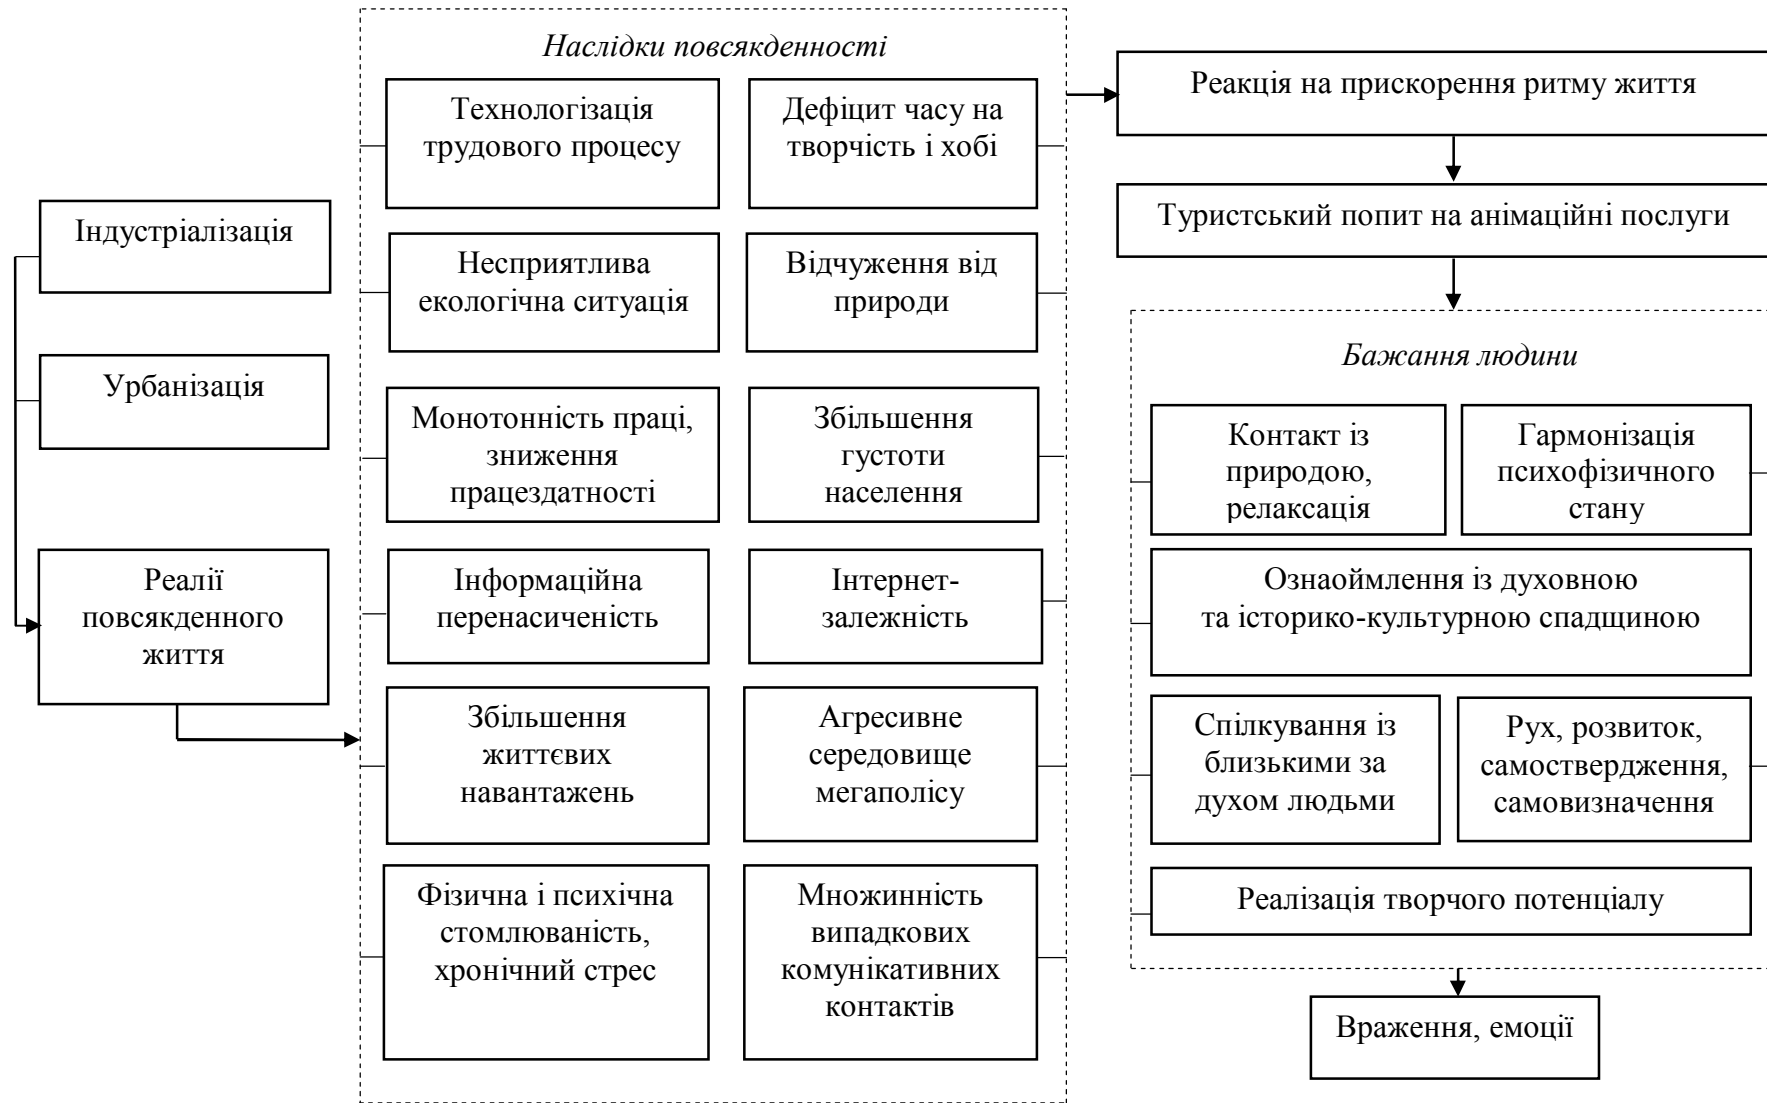 Індустріалізація
Урбанізація
Реалії
повсякденного
життя
Наслідки повсякденності
Технологізація
трудового процесу
Дефіцит часу на
творчість і хобі
Несприятлива
екологічна ситуація
Відчуження від
природи
Монотонність праці,
зниження
працездатності
Збільшення
густоти
населення
Інформаційна
перенасиченість
Інтернет-
залежність
Збільшення
життєвих
навантажень
Агресивне
середовище
мегаполісу
Фізична і психічна
стомлюваність,
хронічний стрес
Множинність
випадкових
комунікативних
контактів
Реакція на прискорення ритму життя
Туристський попит на анімаційні послуги
Бажання людини
Контакт із
природою,
релаксація
Гармонізація
психофізичного
стану
Ознаоймлення із духовною
та історико-культурною спадщиною
Спілкування із
близькими за
духом людьми
Рух, розвиток,
самоствердження,
самовизначення
Реалізація творчого потенціалу
Враження, емоції